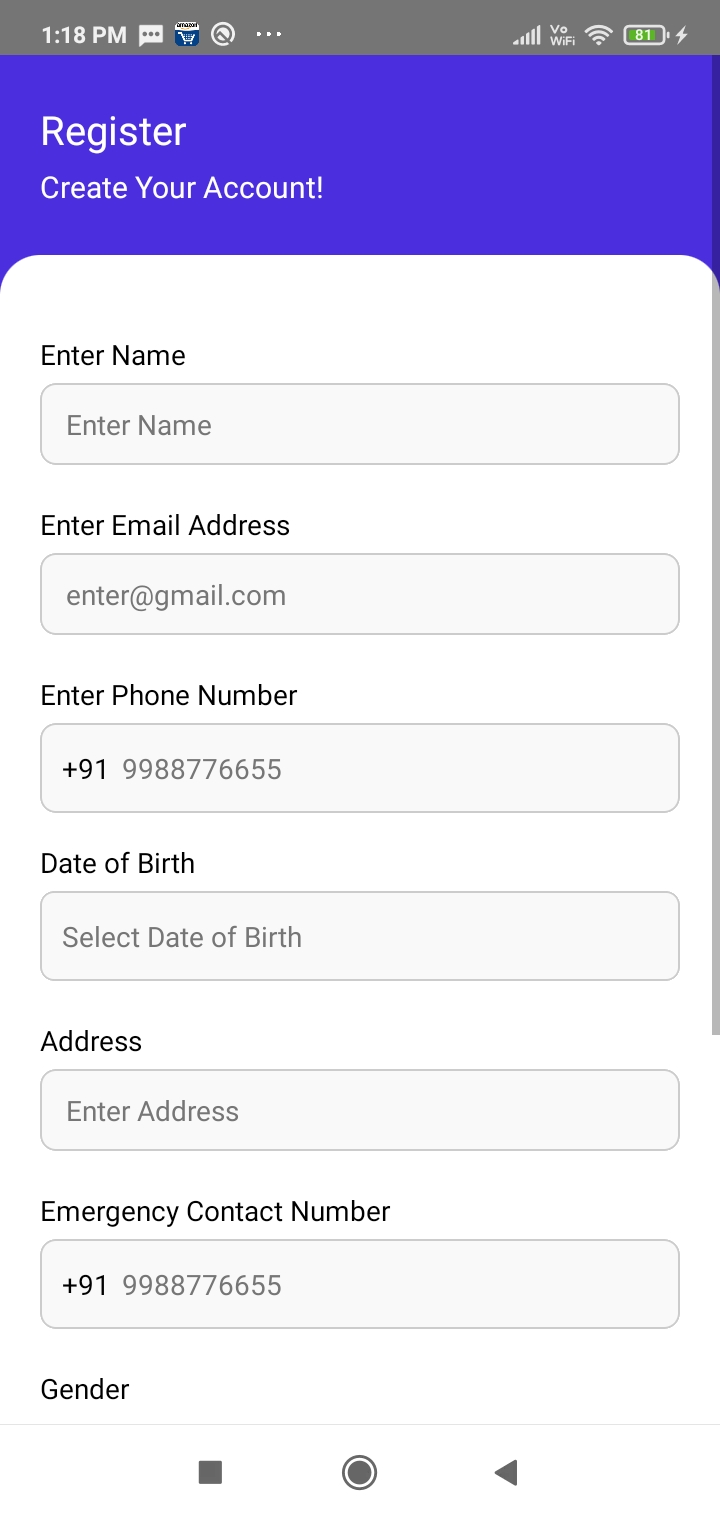 1:18 PM amazon ... Vo WiFi 81
Register
Create Your Account!
Enter Name
Enter Name
Enter Email Address
enter@gmail.com
Enter Phone Number
+91 9988776655
Date of Birth
Select Date of Birth
Address
Enter Address
Emergency Contact Number
+91 9988776655
Gender